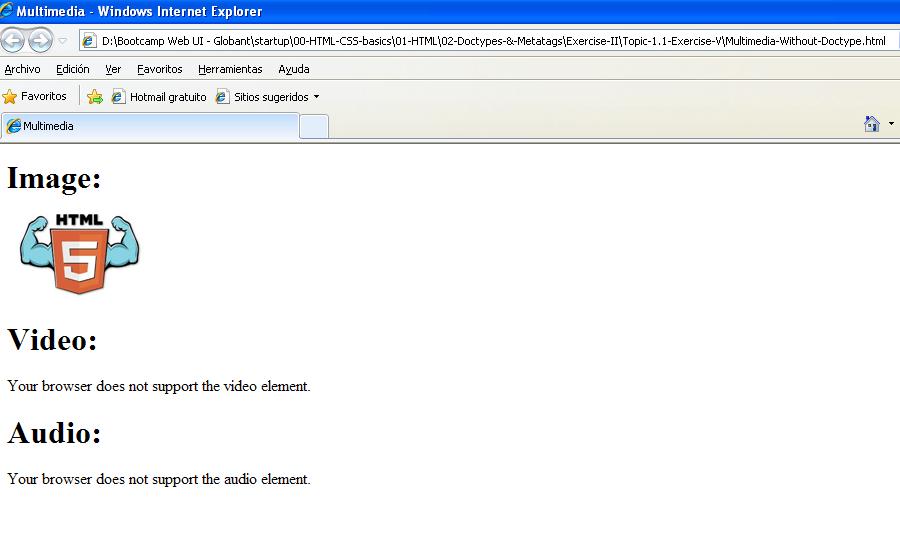 Multimedia - Windows Internet Explorer
D:\Bootcamp Web UI - Globant\startup\00-HTML-CSS-basics\01-HTML\02-Doctypes-&-Metatags\Exercise-II\Topic-1.1-Exercise-V\Multimedia-Without-Doctype.html
Archivo Edición Ver Favoritos Herramientas Ayuda
Favoritos Hotmail gratuito Sitios sugeridos
Multimedia
Image:
HTML
5
Video:
Your browser does not support the video element.
Audio:
Your browser does not support the audio element.